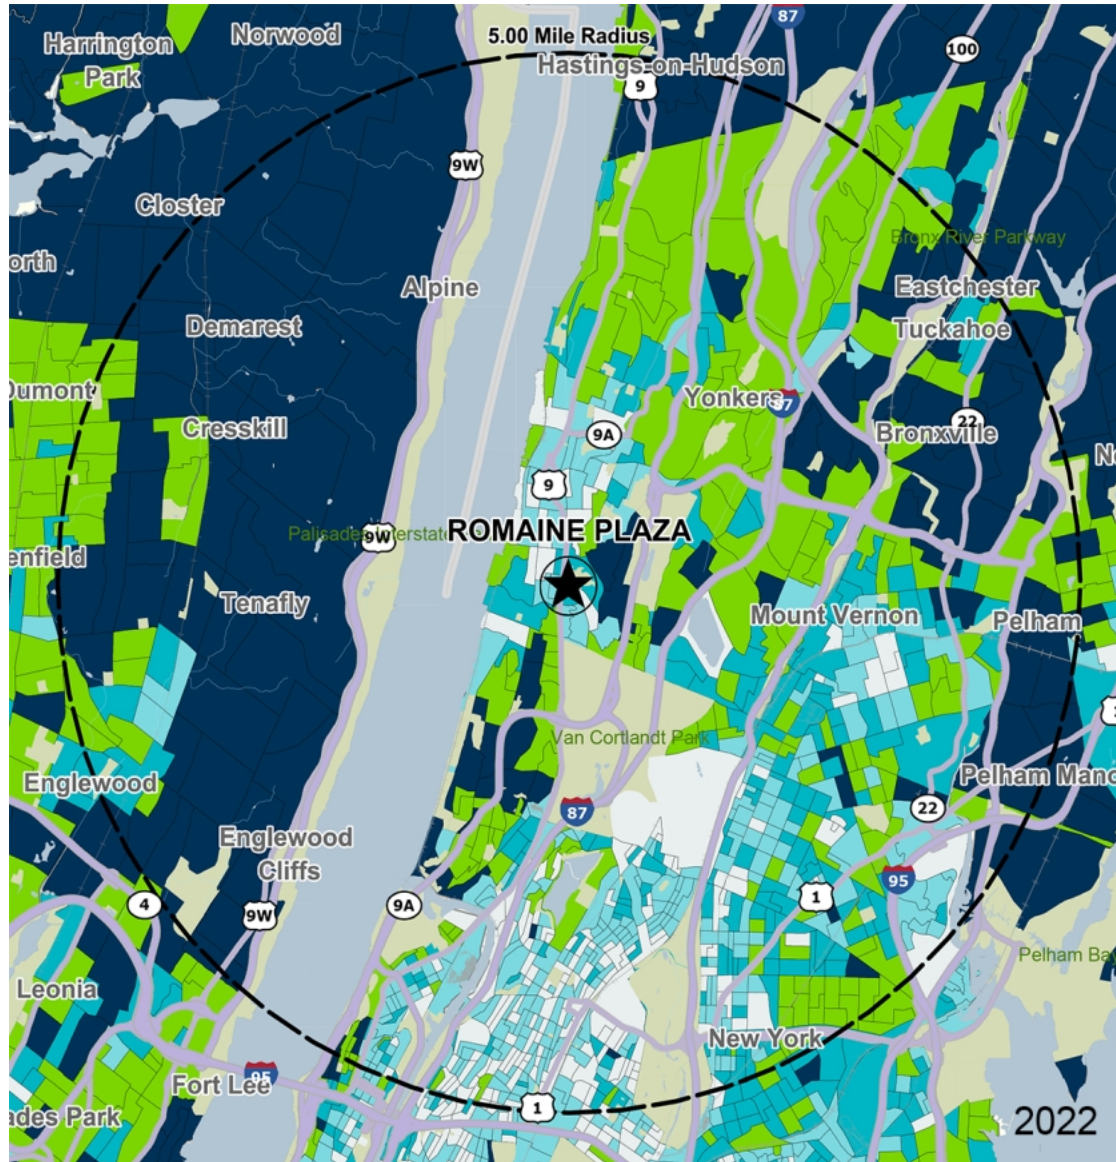 Norwood
Harrington
Park
5.00 Mile Radius
Hastings-on-Hudson
87
100
9
9W
Closter
orth
Bronx River Parkway
Alpine
Eastchester
Demarest
Tuckahoe
Dumont
Yonkers
87
Cresskill
9A
Bronxville
22
9
Palisades Interstate
9W
ROMAINE PLAZA
enfield
Tenafly
Mount Vernon
Pelham
Van Cortlandt Park
Englewood
Pelham Mano
87
22
Englewood
Cliffs
95
1
4
9W
9A
Pelham Bay
Leonia
New York
Fort Lee
95
ades Park
1
2022